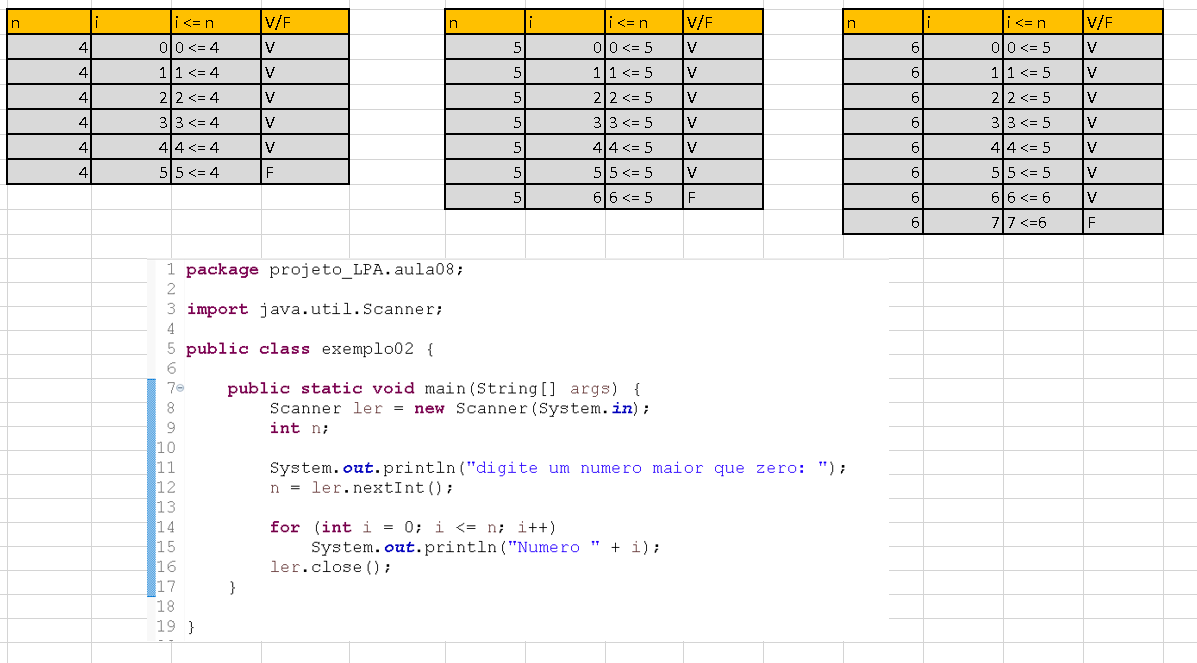 n i i <= n V/F
4 0 0 <= 4 V
4 1 1 <= 4 V
4 2 2 <= 4 V
4 3 3 <= 4 V
4 4 4 <= 4 V
4 5 5 <= 4 F
n i i <= n V/F
5 0 0 <= 5 V
5 1 1 <= 5 V
5 2 2 <= 5 V
5 3 3 <= 5 V
5 4 4 <= 5 V
5 5 5 <= 5 V
5 6 6 <= 5 F
n i i <= n V/F
6 0 0 <= 5 V
6 1 1 <= 5 V
6 2 2 <= 5 V
6 3 3 <= 5 V
6 4 4 <= 5 V
6 5 5 <= 5 V
6 6 6 <= 6 V
6 7 7 <=6 F
1 package projeto_LPA.aula08;
2
3 import java.util.Scanner;
4
5 public class exemplo02 {
6
7 public static void main(String[] args) {
8 Scanner ler = new Scanner(System.in);
9 int n;
10
11 System.out.println("digite um numero maior que zero: ");
12 n = ler.nextInt();
13
14 for (int i = 0; i <= n; i++)
15 System.out.println("Numero " + i);
16 ler.close();
17 }
18
19 }